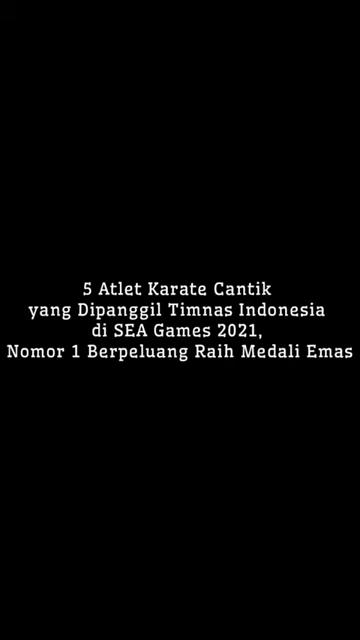 5 Atlet Karate Cantik
yang Dipanggil Timnas Indonesia
di SEA Games 2021,
Nomor 1 Berpeluang Raih Medali Emas